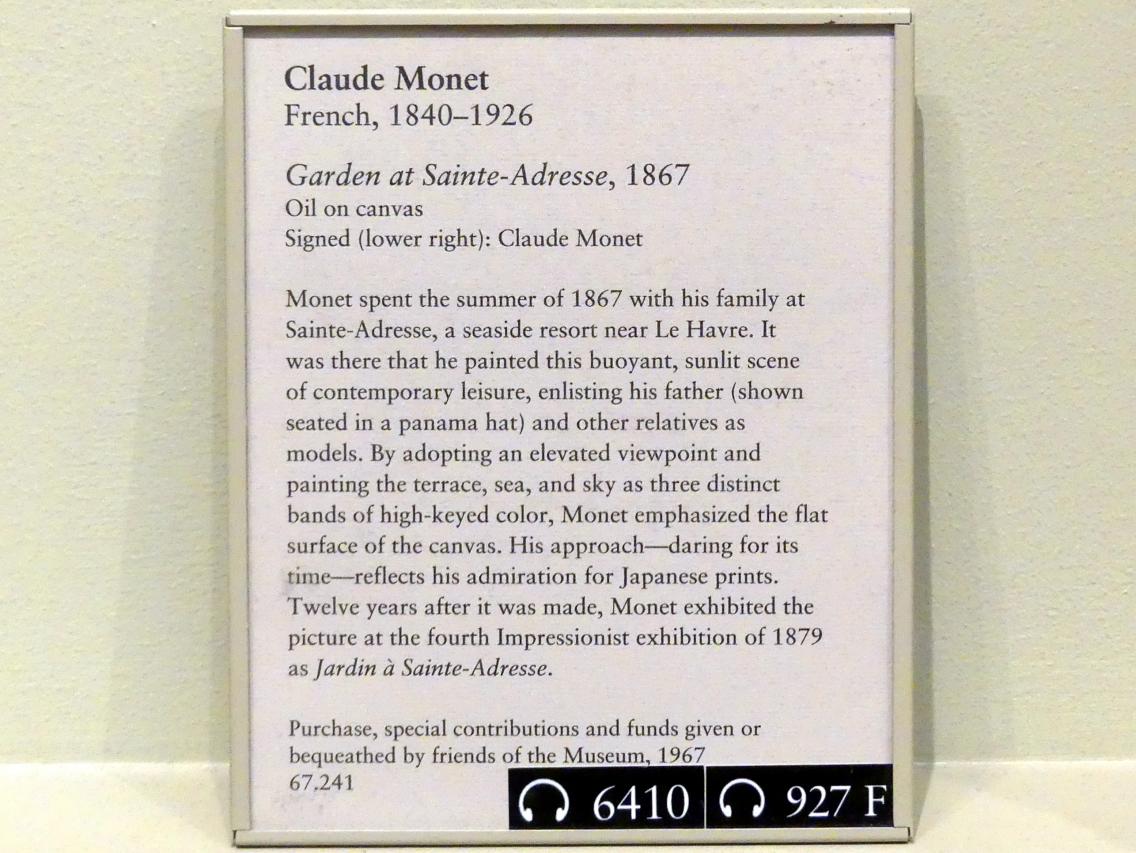 Claude Monet
French, 1840–1926
Garden at Sainte-Adresse, 1867
Oil on canvas
Signed (lower right): Claude Monet
Monet spent the summer of 1867 with his family at
Sainte-Adresse, a seaside resort near Le Havre. It
was there that he painted this buoyant, sunlit scene
of contemporary leisure, enlisting his father (shown
seated in a panama hat) and other relatives as
models. By adopting an elevated viewpoint and
painting the terrace, sea, and sky as three distinct
bands of high-keyed color, Monet emphasized the flat
surface of the canvas. His approach—daring for its
time—reflects his admiration for Japanese prints.
Twelve years after it was made, Monet exhibited the
picture at the fourth Impressionist exhibition of 1879
as Jardin à Sainte-Adresse.
Purchase, special contributions and funds given or
bequeathed by friends of the Museum, 1967
67.241
6410 927 F